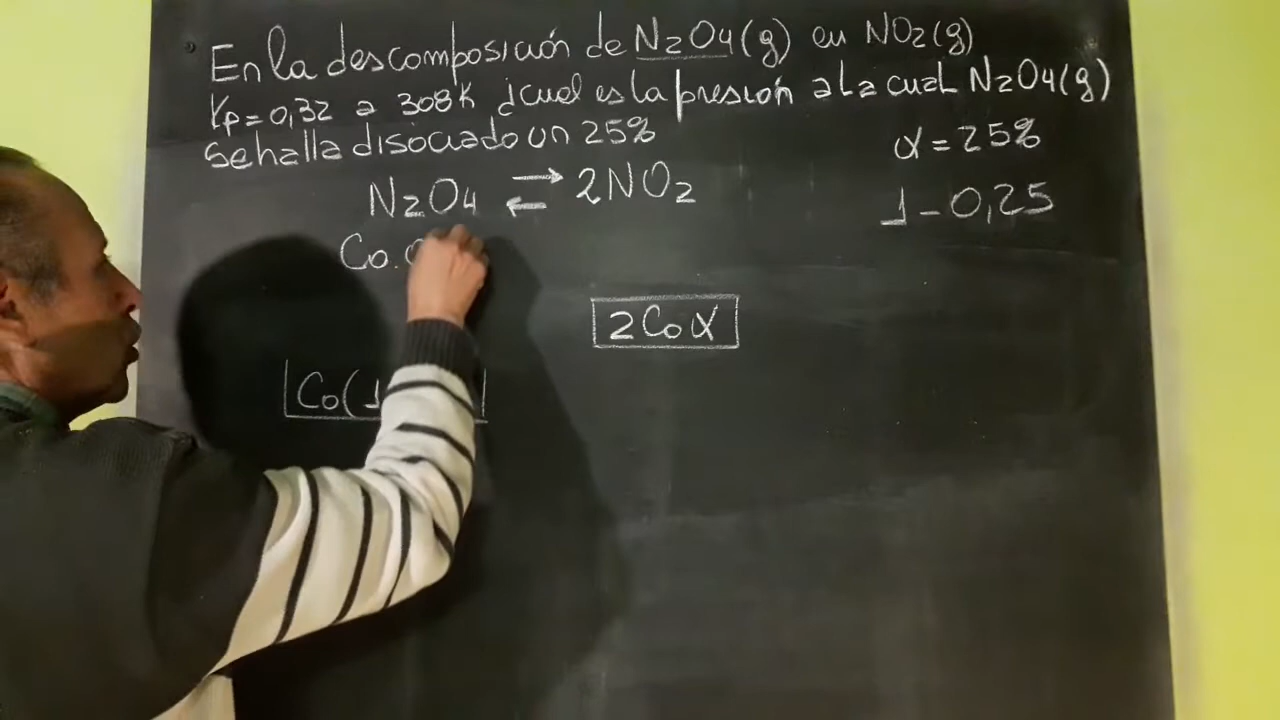 En la descomposición de N2O4(g) en NO2(g)
Kp=0,32 a 308K ¿cual es la presión a la cual N2O4(g)
Se halla disociado un 25%
α = 25%
N2O4 ⇄ 2NO2
1-0,25
Co.
2Coα
Co(1